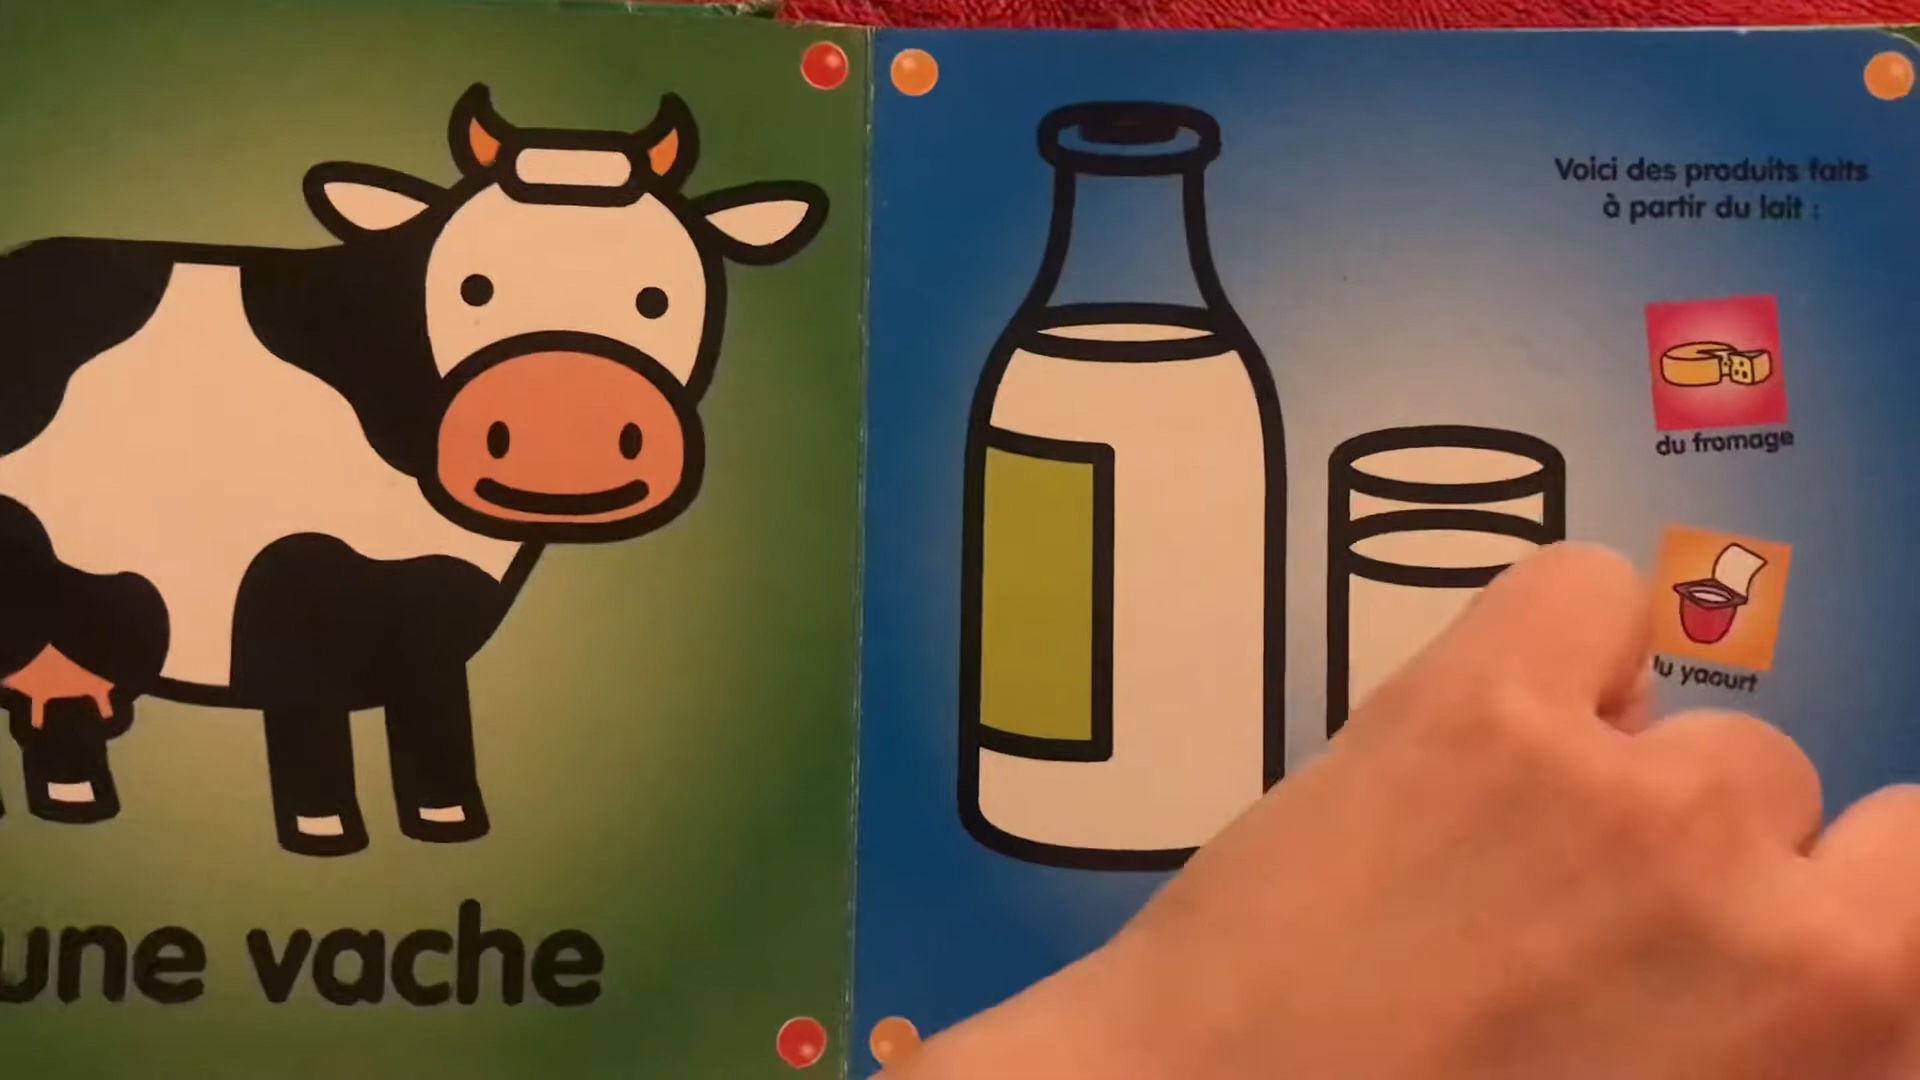 une vache
Voici des produits faits
à partir du lait :
du fromage
du yaourt